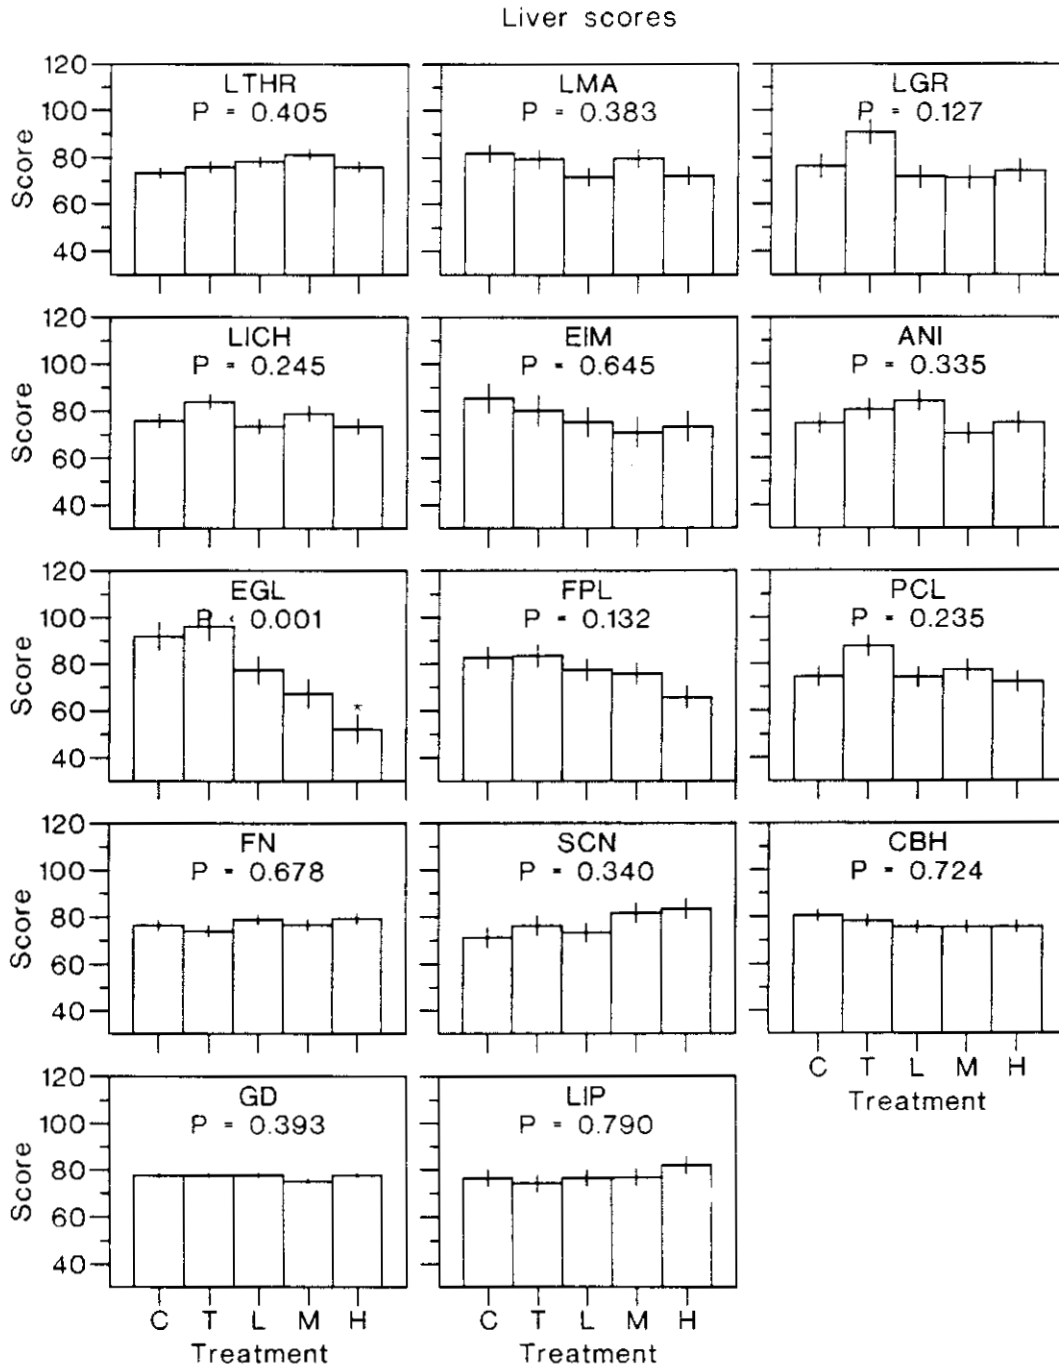 Liver scores
LTHR
P = 0.405
LMA
P = 0.383
LGR
P = 0.127
Score
120
100
80
60
40
LICH
P = 0.245
EIM
P = 0.645
ANI
P = 0.335
Score
120
100
80
60
40
EGL
P < 0.001
FPL
P = 0.132
PCL
P = 0.235
Score
120
100
80
60
40
*
FN
P = 0.678
SCN
P = 0.340
CBH
P = 0.724
Score
120
100
80
60
40
C T L M H
Treatment
GD
P = 0.393
LIP
P = 0.790
Score
120
100
80
60
40
C T L M H
Treatment
C T L M H
Treatment